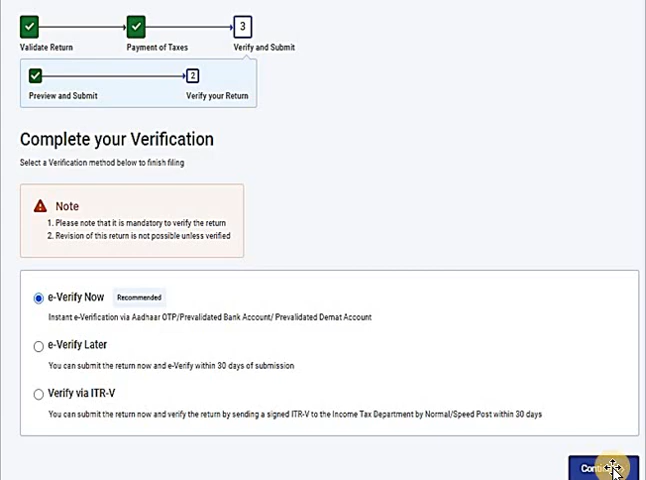 3
Validate Return
Payment of Taxes
Verify and Submit
2
Preview and Submit
Verify your Return
Complete your Verification
Select a Verification method below to finish filing
Note
1. Please note that it is mandatory to verify the return
2. Revision of this return is not possible unless verified
e-Verify Now
Recommended
Instant e-Verification via Aadhaar OTP/Prevalidated Bank Account/ Prevalidated Demat Account
e-Verify Later
You can submit the return now and e-Verify within 30 days of submission
Verify via ITR-V
You can submit the return now and verify the return by sending a signed ITR-V to the Income Tax Department by Normal/Speed Post within 30 days